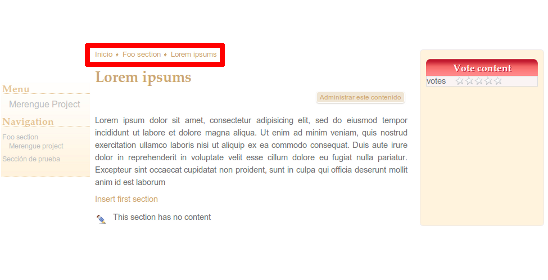 Inicio • Foo section • Lorem ipsums
Lorem ipsums
Administrar este contenido
Menu
Merengue Project
Navigation
Foo section
Merengue project
Sección de prueba
Lorem ipsum dolor sit amet, consectetur adipisicing elit, sed do eiusmod tempor
incididunt ut labore et dolore magna aliqua. Ut enim ad minim veniam, quis nostrud
exercitation ullamco laboris nisi ut aliquip ex ea commodo consequat. Duis aute irure
dolor in reprehenderit in voluptate velit esse cillum dolore eu fugiat nulla pariatur.
Excepteur sint occaecat cupidatat non proident, sunt in culpa qui officia deserunt mollit
anim id est laborum
Insert first section
This section has no content
Vote content
votes